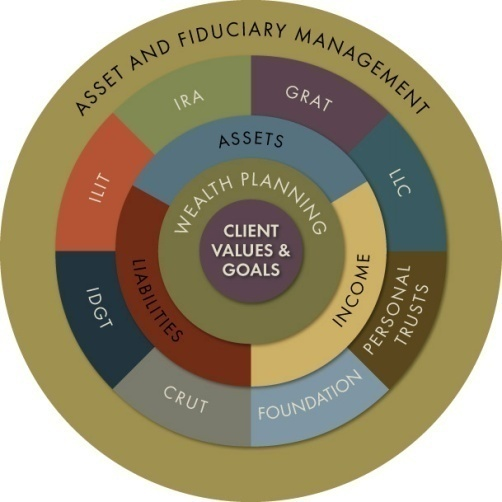 ASSET AND FIDUCIARY MANAGEMENT
IRA
GRAT
ILIT
LLC
ASSETS
WEALTH PLANNING
CLIENT
VALUES &
GOALS
LIABILITIES
INCOME
IDGT
PERSONAL
TRUSTS
CRUT
FOUNDATION